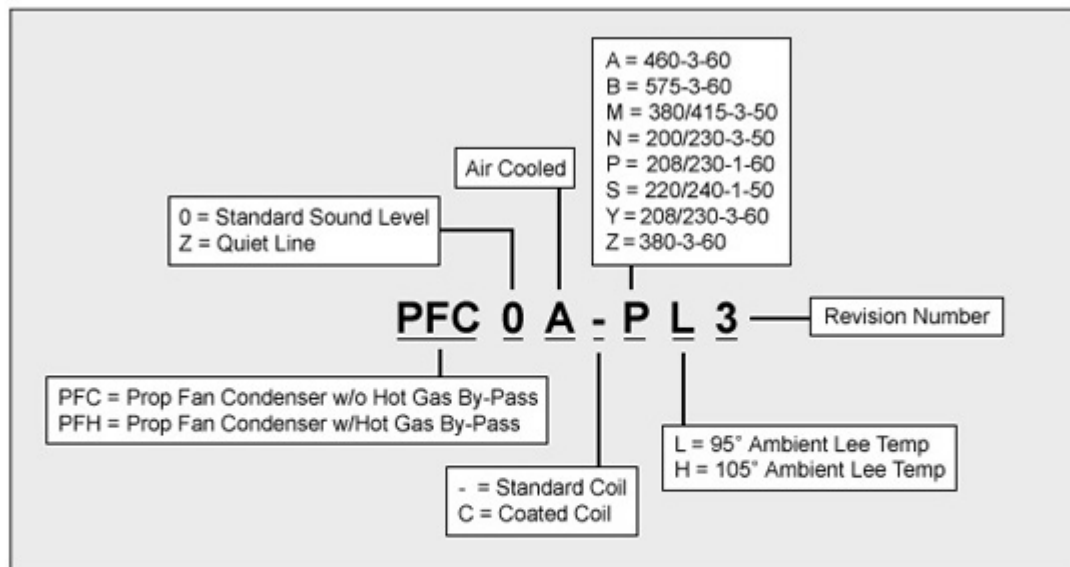 A = 460-3-60
B = 575-3-60
M = 380/415-3-50
N = 200/230-3-50
P = 208/230-1-60
S = 220/240-1-50
Y = 208/230-3-60
Z = 380-3-60
Air Cooled
0 = Standard Sound Level
Z = Quiet Line
PFC 0 A - P L 3
Revision Number
PFC = Prop Fan Condenser w/o Hot Gas By-Pass
PFH = Prop Fan Condenser w/Hot Gas By-Pass
L = 95° Ambient Lee Temp
H = 105° Ambient Lee Temp
- = Standard Coil
C = Coated Coil